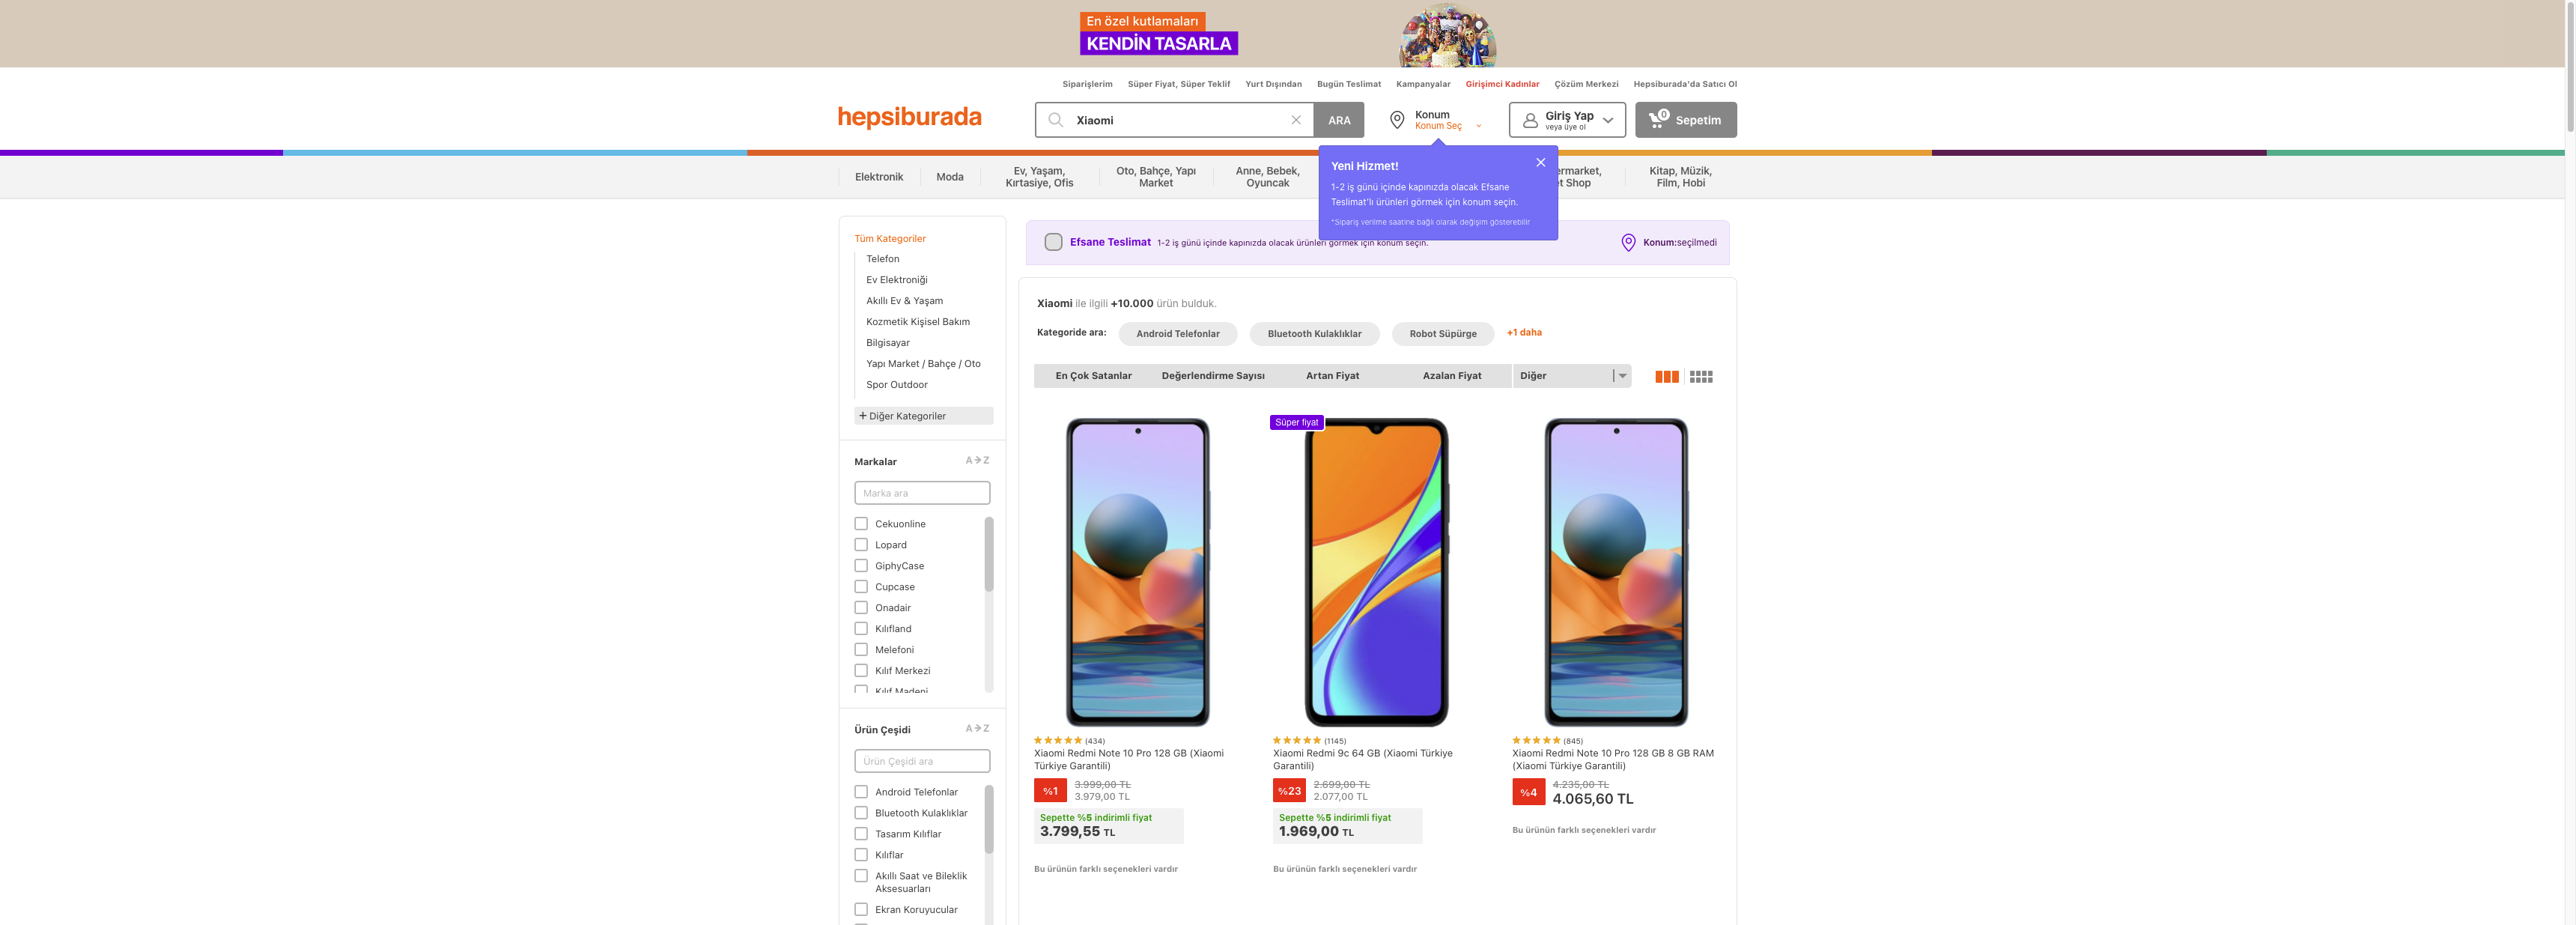 En özel kutlamaları
KENDİN TASARLA
Siparişlerim
Süper Fiyat, Süper Teklif
Yurt Dışından
Bugün Teslimat
Kampanyalar
Girişimci Kadınlar
Çözüm Merkezi
Hepsiburada'da Satıcı Ol
hepsiburada
Xiaomi
ARA
Konum
Konum Seç
Giriş Yap
veya üye ol
0
Sepetim
Elektronik
Moda
Ev, Yaşam,
Kırtasiye, Ofis
Oto, Bahçe, Yapı
Market
Anne, Bebek,
Oyuncak
ermarket,
t Shop
Kitap, Müzik,
Film, Hobi
Yeni Hizmet!
1-2 iş günü içinde kapınızda olacak Efsane
Teslimat'lı ürünleri görmek için konum seçin.
*Sipariş verilme saatine bağlı olarak değişim gösterebilir
Efsane Teslimat 1-2 iş günü içinde kapınızda olacak ürünleri görmek için konum seçin.
Konum:seçilmedi
Tüm Kategoriler
Telefon
Ev Elektroniği
Akıllı Ev & Yaşam
Kozmetik Kişisel Bakım
Bilgisayar
Yapı Market / Bahçe / Oto
Spor Outdoor
+ Diğer Kategoriler
Markalar
A→Z
Marka ara
Cekuonline
Lopard
GiphyCase
Cupcase
Onadair
Kılıfland
Melefoni
Kılıf Merkezi
Kılıf Madeni
Ürün Çeşidi
A→Z
Ürün Çeşidi ara
Android Telefonlar
Bluetooth Kulaklıklar
Tasarım Kılıflar
Kılıflar
Akıllı Saat ve Bileklik
Aksesuarları
Ekran Koruyucular
Xiaomi ile ilgili +10.000 ürün bulduk.
Kategoride ara:
Android Telefonlar
Bluetooth Kulaklıklar
Robot Süpürge
+1 daha
En Çok Satanlar
Değerlendirme Sayısı
Artan Fiyat
Azalan Fiyat
Diğer
(434)
Xiaomi Redmi Note 10 Pro 128 GB (Xiaomi
Türkiye Garantili)
%1
3.999,00 TL
3.979,00 TL
Sepette %5 indirimli fiyat
3.799,55 TL
Bu ürünün farklı seçenekleri vardır
Süper fiyat
(1145)
Xiaomi Redmi 9c 64 GB (Xiaomi Türkiye
Garantili)
%23
2.699,00 TL
2.077,00 TL
Sepette %5 indirimli fiyat
1.969,00 TL
Bu ürünün farklı seçenekleri vardır
(845)
Xiaomi Redmi Note 10 Pro 128 GB 8 GB RAM
(Xiaomi Türkiye Garantili)
%4
4.235,00 TL
4.065,60 TL
Bu ürünün farklı seçenekleri vardır